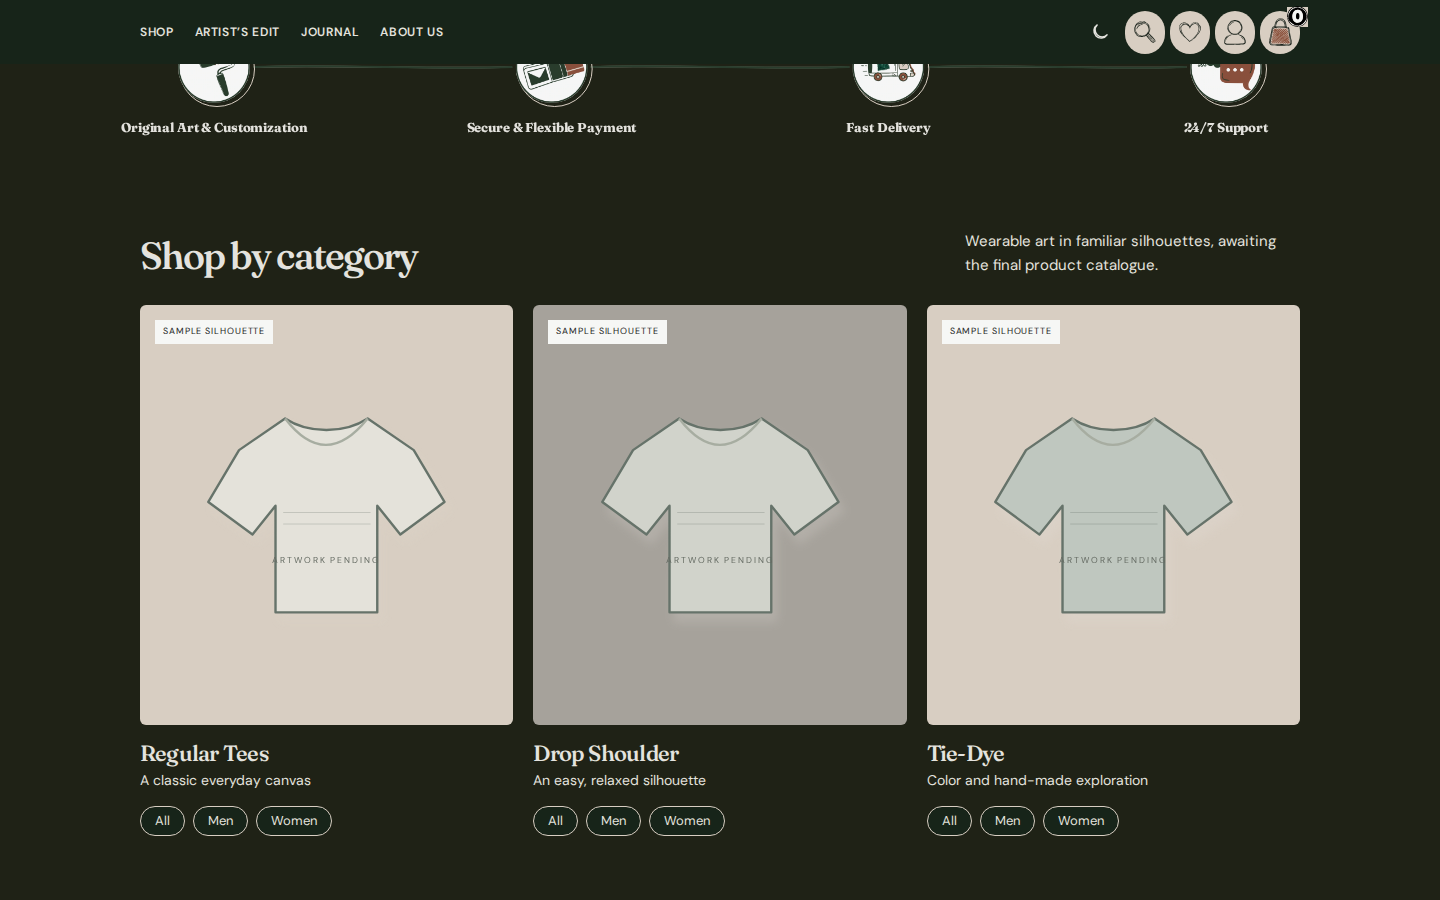 SHOP ARTIST'S EDIT JOURNAL ABOUT US
0
Original Art & Customization
Secure & Flexible Payment
Fast Delivery
24/7 Support
Shop by category
Wearable art in familiar silhouettes, awaiting
the final product catalogue.
SAMPLE SILHOUETTE
ARTWORK PENDING
Regular Tees
A classic everyday canvas
All Men Women
SAMPLE SILHOUETTE
ARTWORK PENDING
Drop Shoulder
An easy, relaxed silhouette
All Men Women
SAMPLE SILHOUETTE
ARTWORK PENDING
Tie-Dye
Color and hand-made exploration
All Men Women